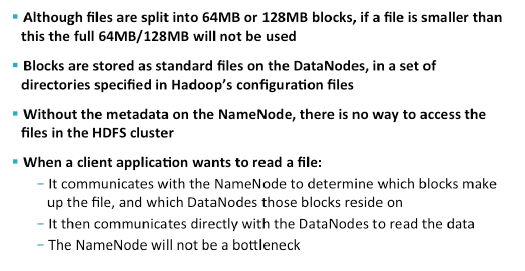 ▪ Although files are split into 64MB or 128MB blocks, if a file is smaller than
this the full 64MB/128MB will not be used
▪ Blocks are stored as standard files on the DataNodes, in a set of
directories specified in Hadoop's configuration files
▪ Without the metadata on the NameNode, there is no way to access the
files in the HDFS cluster
▪ When a client application wants to read a file:
– It communicates with the NameNode to determine which blocks make
up the file, and which DataNodes those blocks reside on
– It then communicates directly with the DataNodes to read the data
– The NameNode will not be a bottleneck